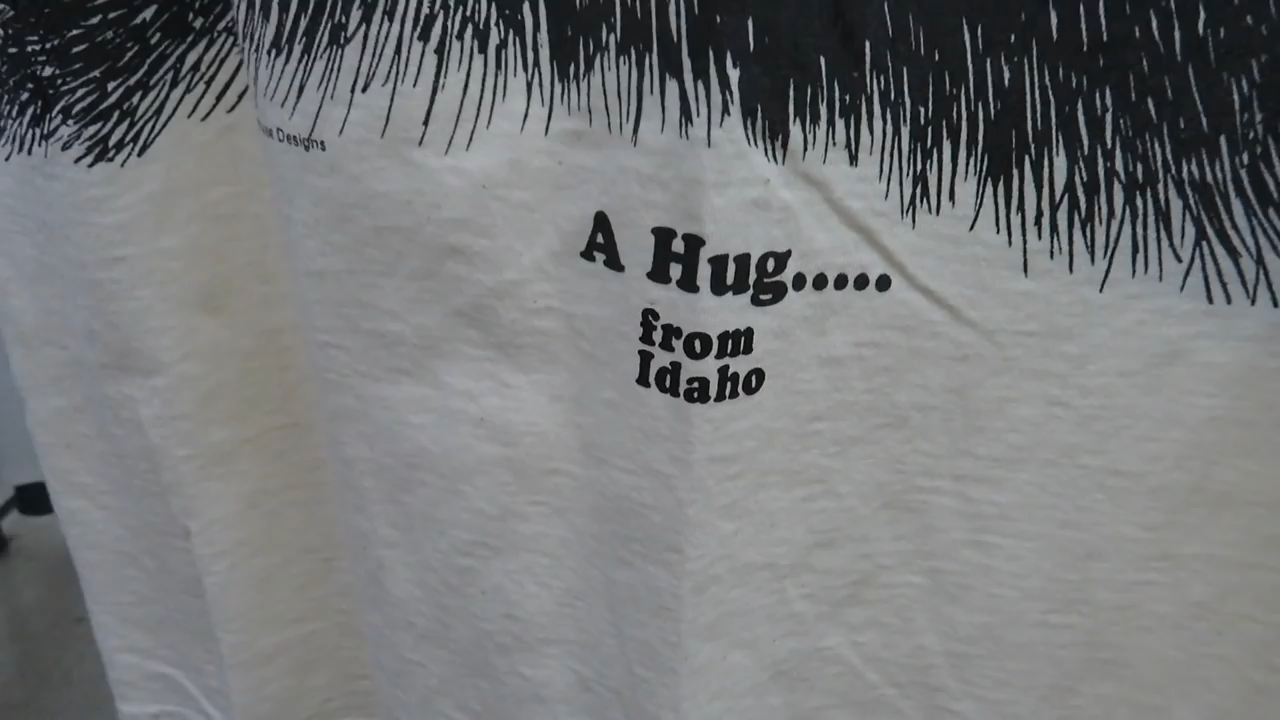 Designs
A Hug.....
from
Idaho